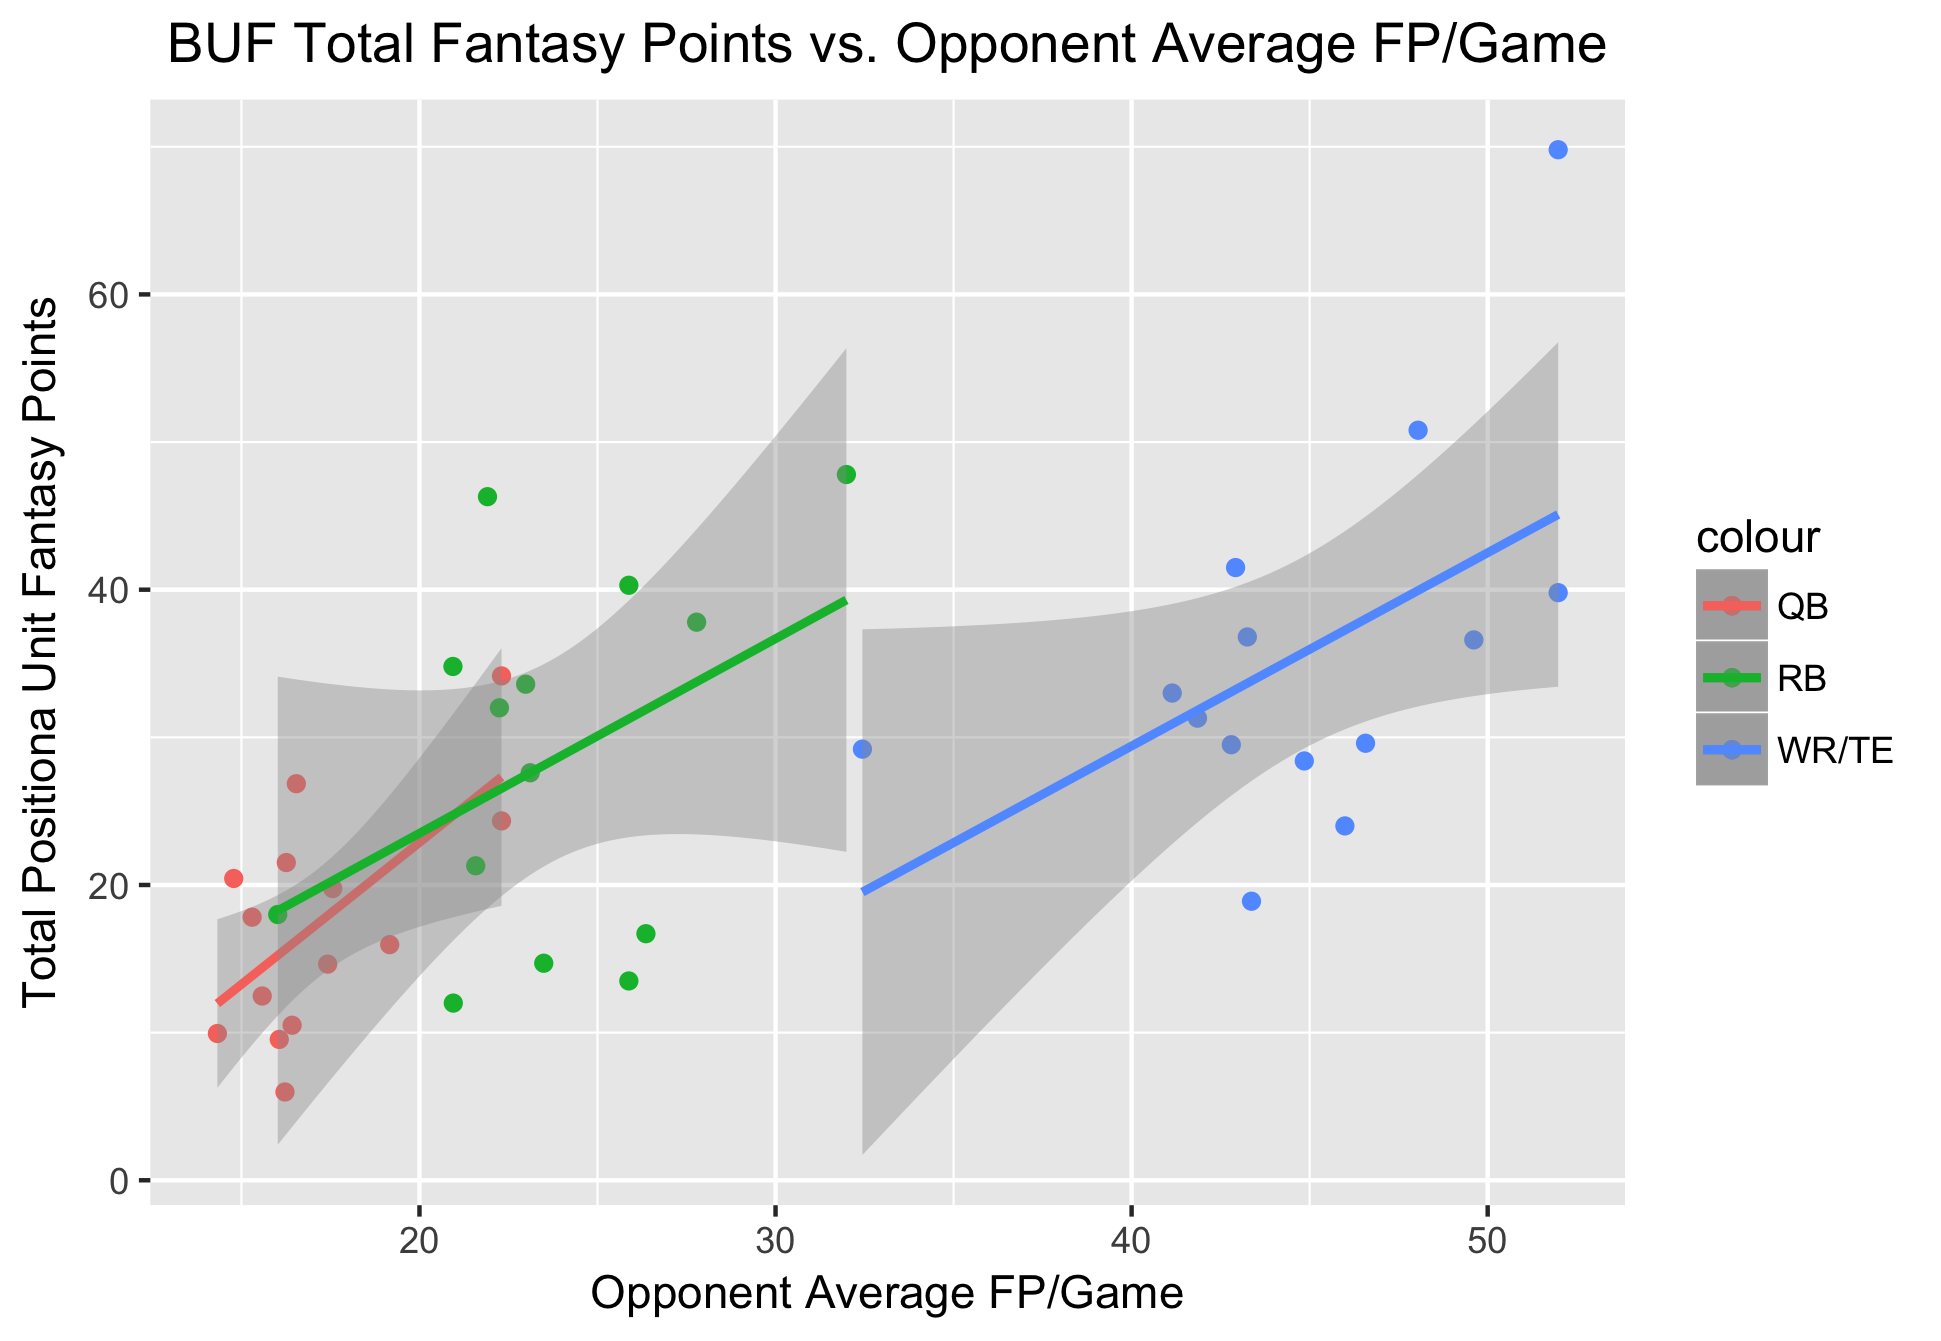 BUF Total Fantasy Points vs. Opponent Average FP/Game
Total Positiona Unit Fantasy Points
60
40
20
0
20
30
40
50
Opponent Average FP/Game
colour
QB
RB
WR/TE